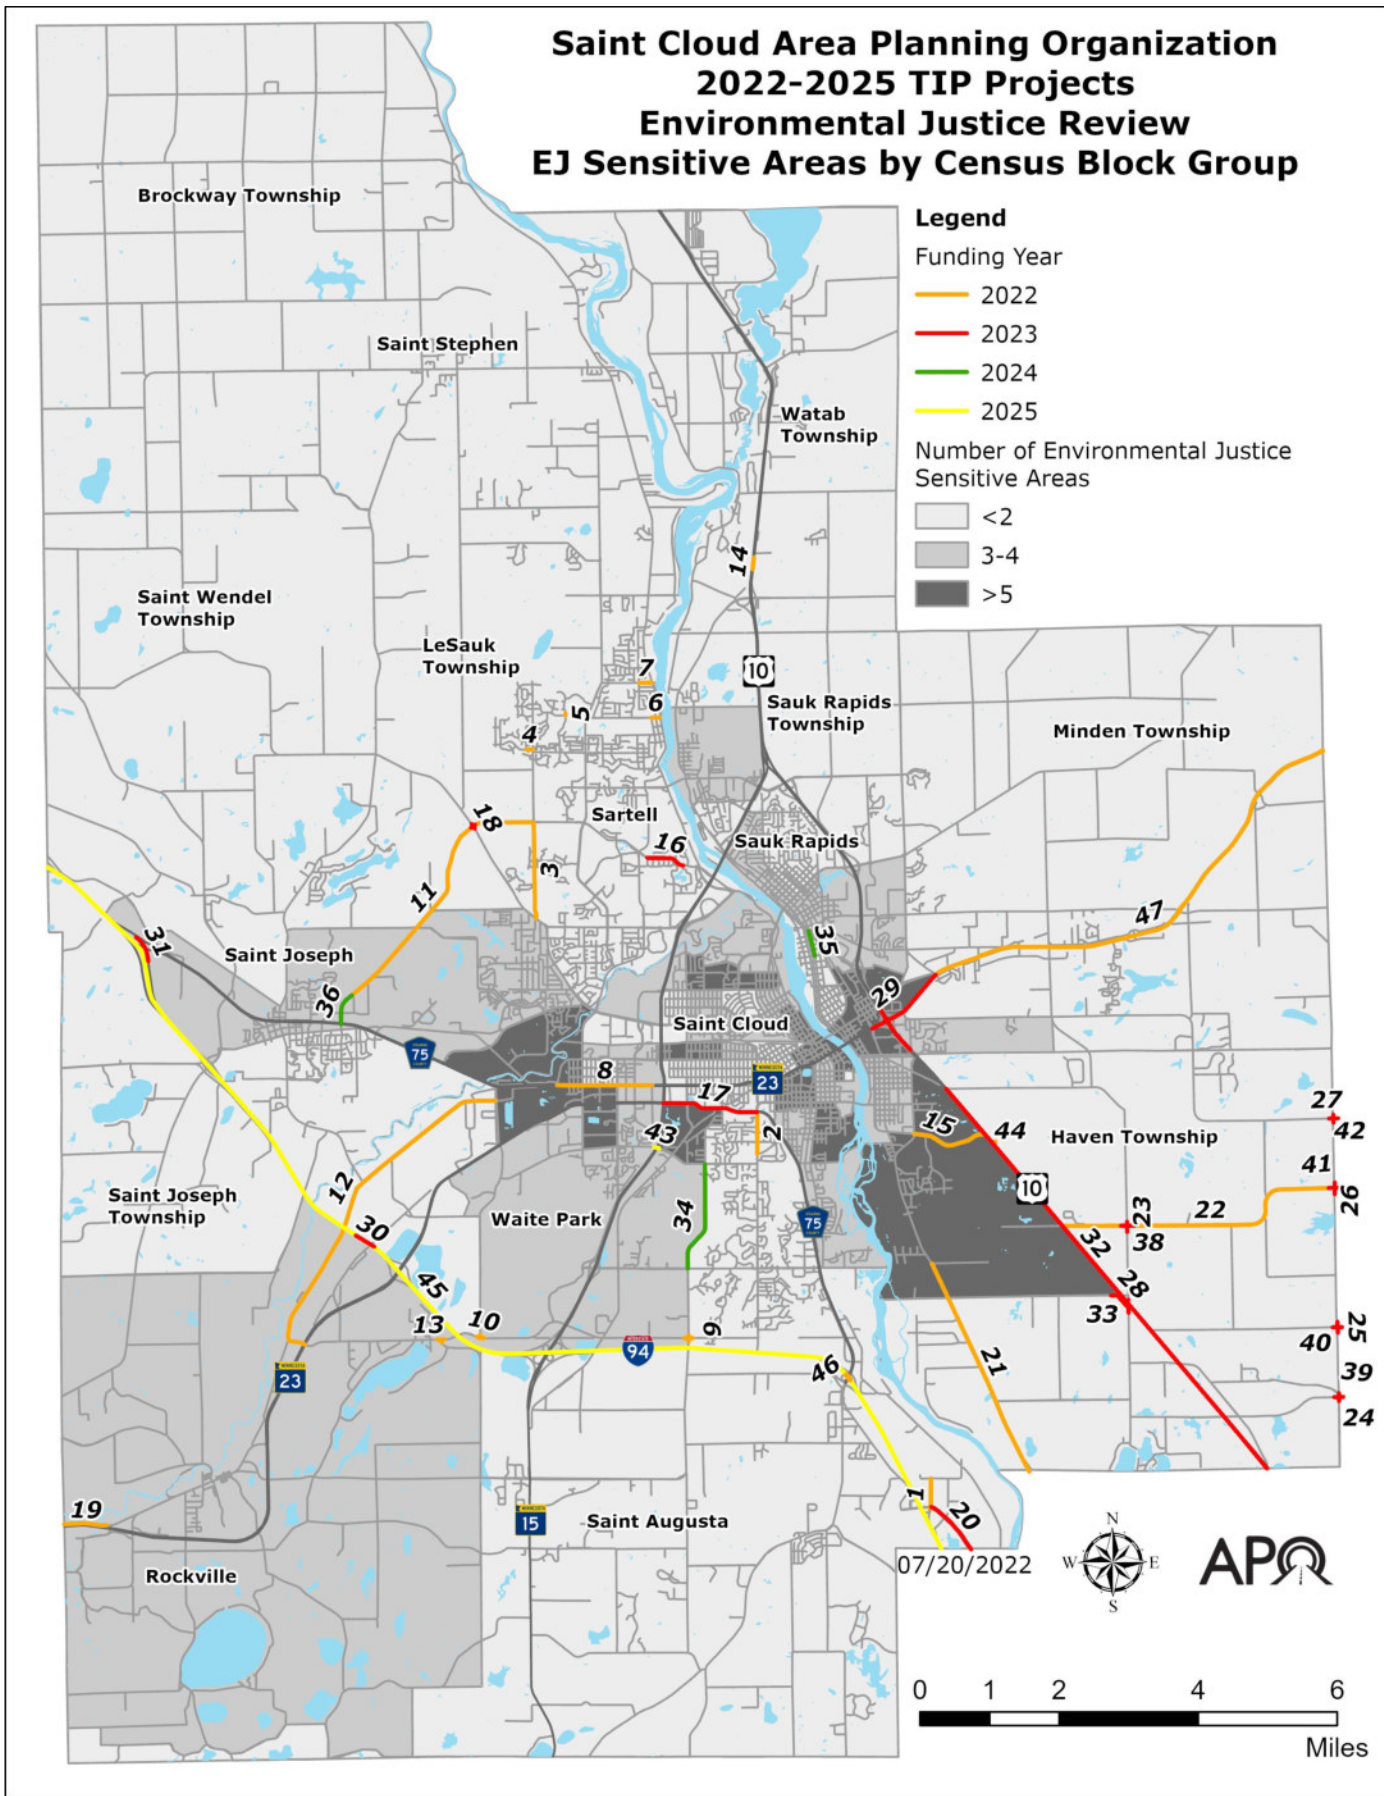 Saint Cloud Area Planning Organization
2022-2025 TIP Projects
Environmental Justice Review
EJ Sensitive Areas by Census Block Group
Legend
Funding Year
2022
2023
2024
2025
Number of Environmental Justice
Sensitive Areas
<2
3-4
>5
Brockway Township
Saint Stephen
Watab
Township
14
Saint Wendel
Township
LeSauk
Township
7
10
6
5
Sauk Rapids
Township
4
Minden Township
18
Sartell
16
Sauk Rapids
3
11
47
31
Saint Joseph
35
36
29
Saint Cloud
75
8
23
17
27
42
15
44
Haven Township
43
2
41
26
12
Saint Joseph
Township
10
34
Waite Park
75
23
22
38
30
32
45
28
33
13
10
9
25
40
94
21
46
39
23
24
1
20
19
15
Saint Augusta
07/20/2022
Rockville
N
W
E
S
APO
0 1 2 4 6
Miles